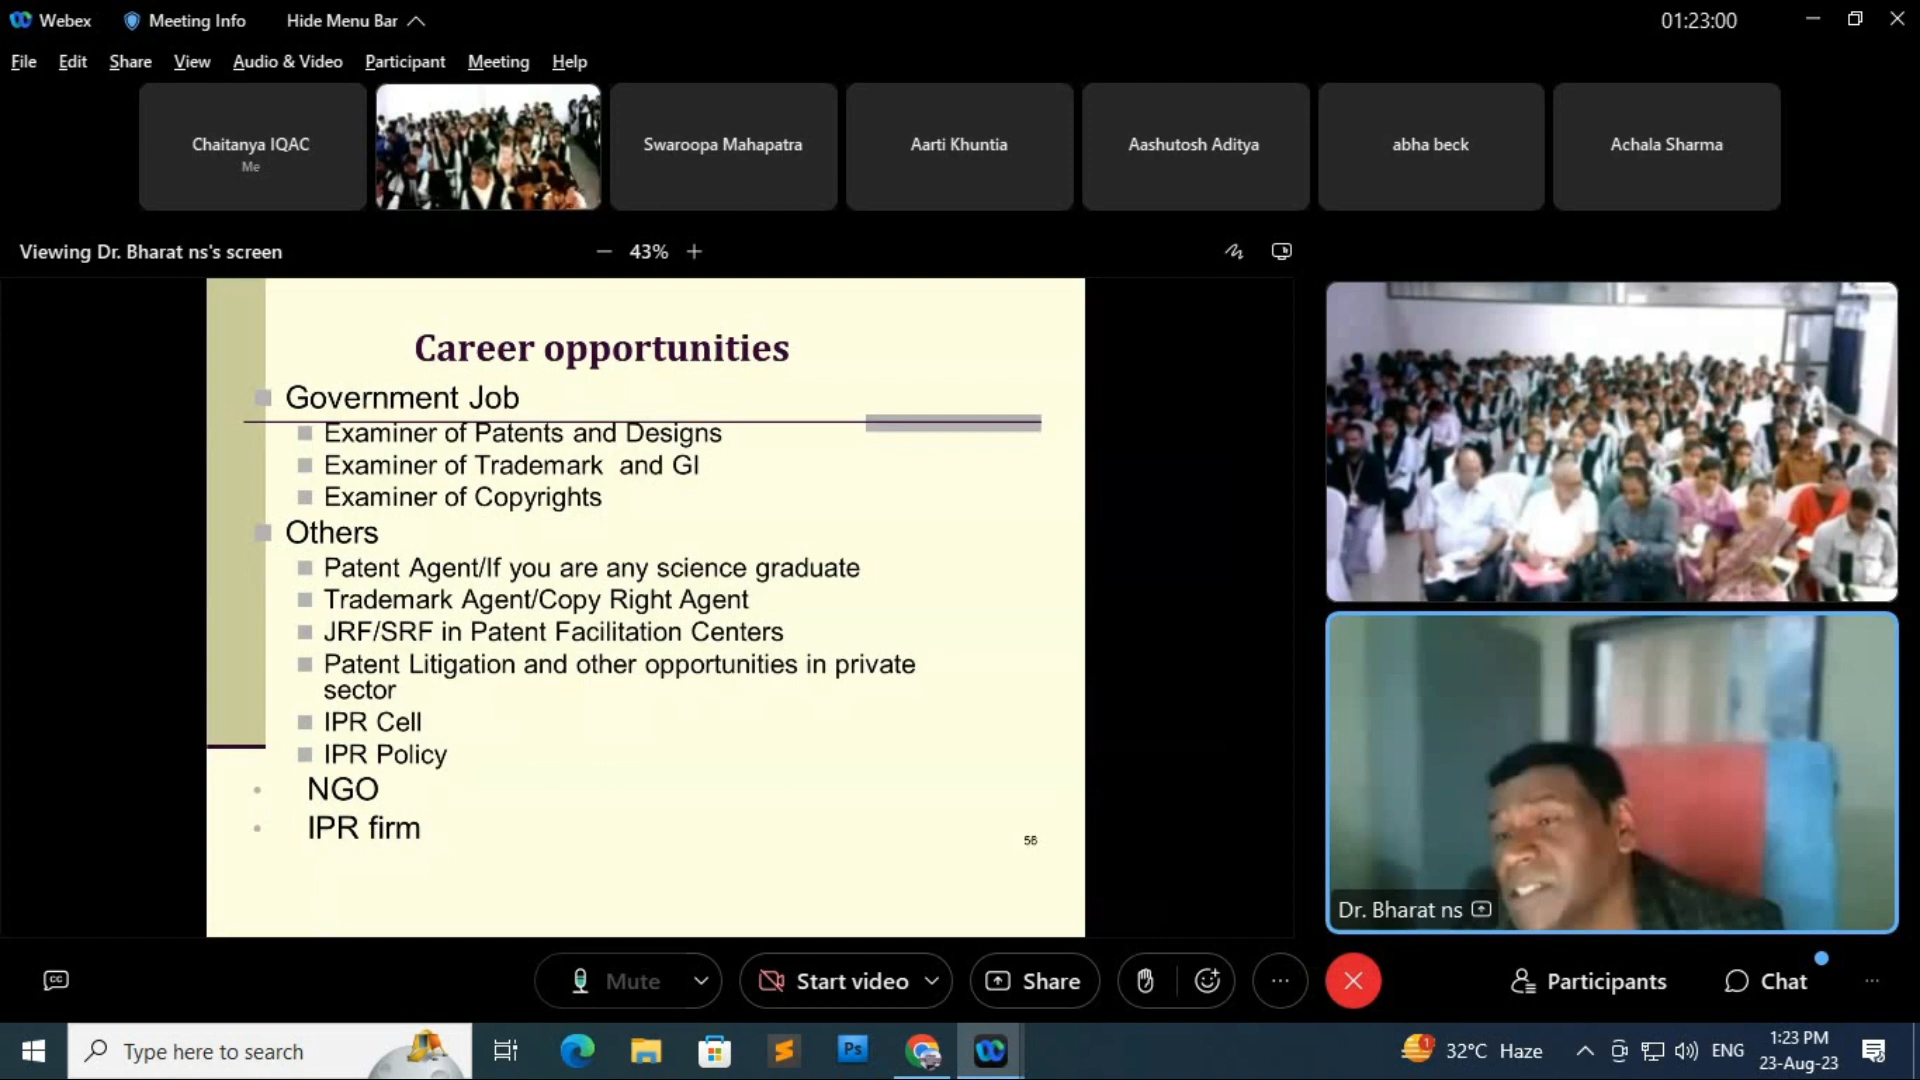 Webex
Meeting Info
Hide Menu Bar
01:23:00
File Edit Share View Audio & Video Participant Meeting Help
Chaitanya IQAC
Me
Swaroopa Mahapatra
Aarti Khuntia
Aashutosh Aditya
abha beck
Achala Sharma
Viewing Dr. Bharat ns's screen
43%
Career opportunities
Government Job
Examiner of Patents and Designs
Examiner of Trademark and GI
Examiner of Copyrights
Others
Patent Agent/If you are any science graduate
Trademark Agent/Copy Right Agent
JRF/SRF in Patent Facilitation Centers
Patent Litigation and other opportunities in private
sector
IPR Cell
IPR Policy
NGO
IPR firm
56
Dr. Bharat ns
CC
Mute
Start video
Share
Participants
Chat
Type here to search
Ps
1
32°C Haze
ENG
1:23 PM
23-Aug-23